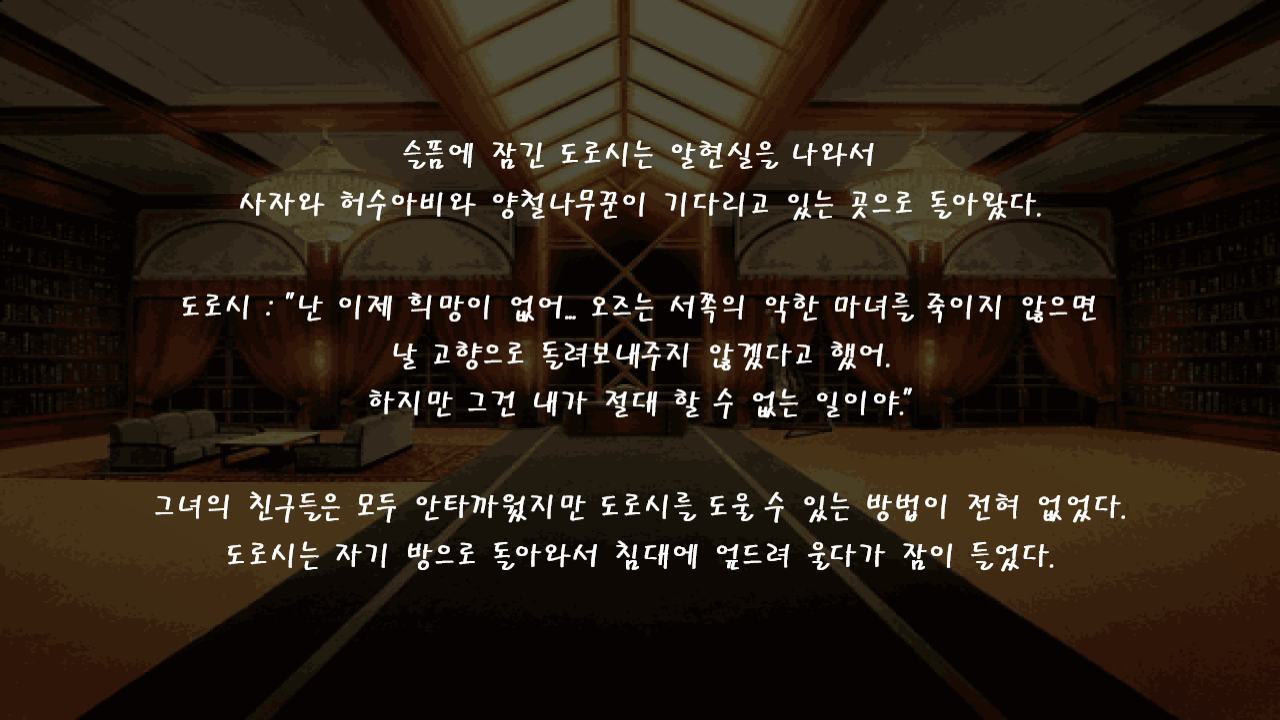 슬픔에 잠긴 도로시는 알현실을 나와서
사자와 허수아비와 양철나무꾼이 기다리고 있는 곳으로 돌아왔다.
도로시 : "난 이제 희망이 없어... 오즈는 서쪽의 악한 마녀를 죽이지 않으면
날 고향으로 돌려보내주지 않겠다고 했어.
하지만 그건 내가 절대 할 수 없는 일이야."
그녀의 친구들은 모두 안타까웠지만 도로시를 도울 수 있는 방법이 전혀 없었다.
도로시는 자기 방으로 돌아와서 침대에 엎드려 울다가 잠이 들었다.